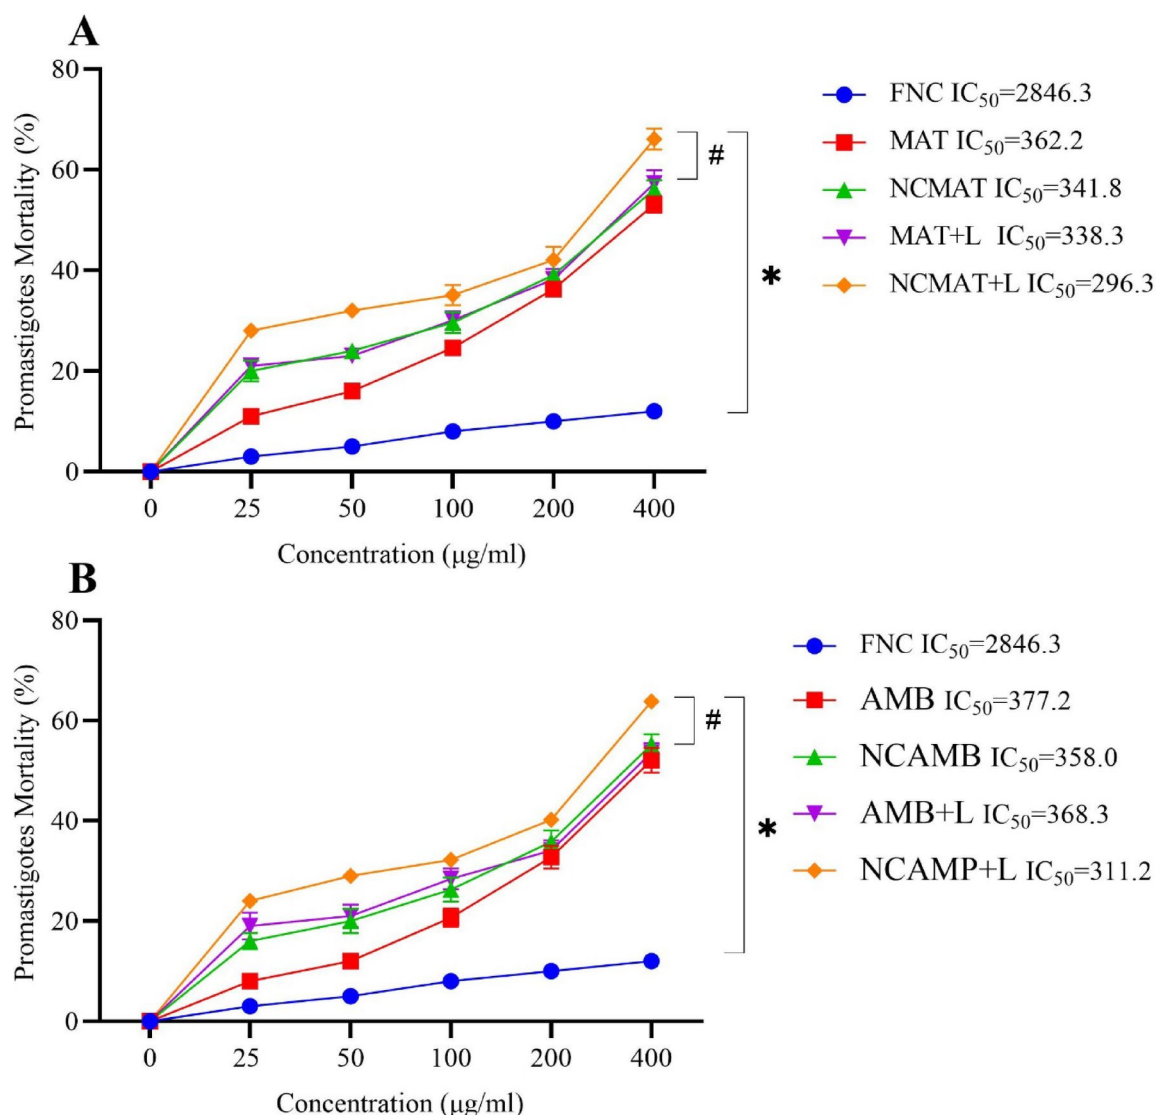 A
Promastigotes Mortality (%)
80
60
40
20
0
0 25 50 100 200 400
Concentration (μg/ml)
FNC IC50=2846.3
MAT IC50=362.2
NCMAT IC50=341.8
MAT+L IC50=338.3
NCMAT+L IC50=296.3
#
*
B
Promastigotes Mortality (%)
80
60
40
20
0
0 25 50 100 200 400
Concentration (μg/ml)
FNC IC50=2846.3
AMB IC50=377.2
NCAMB IC50=358.0
AMB+L IC50=368.3
NCAMP+L IC50=311.2
#
*